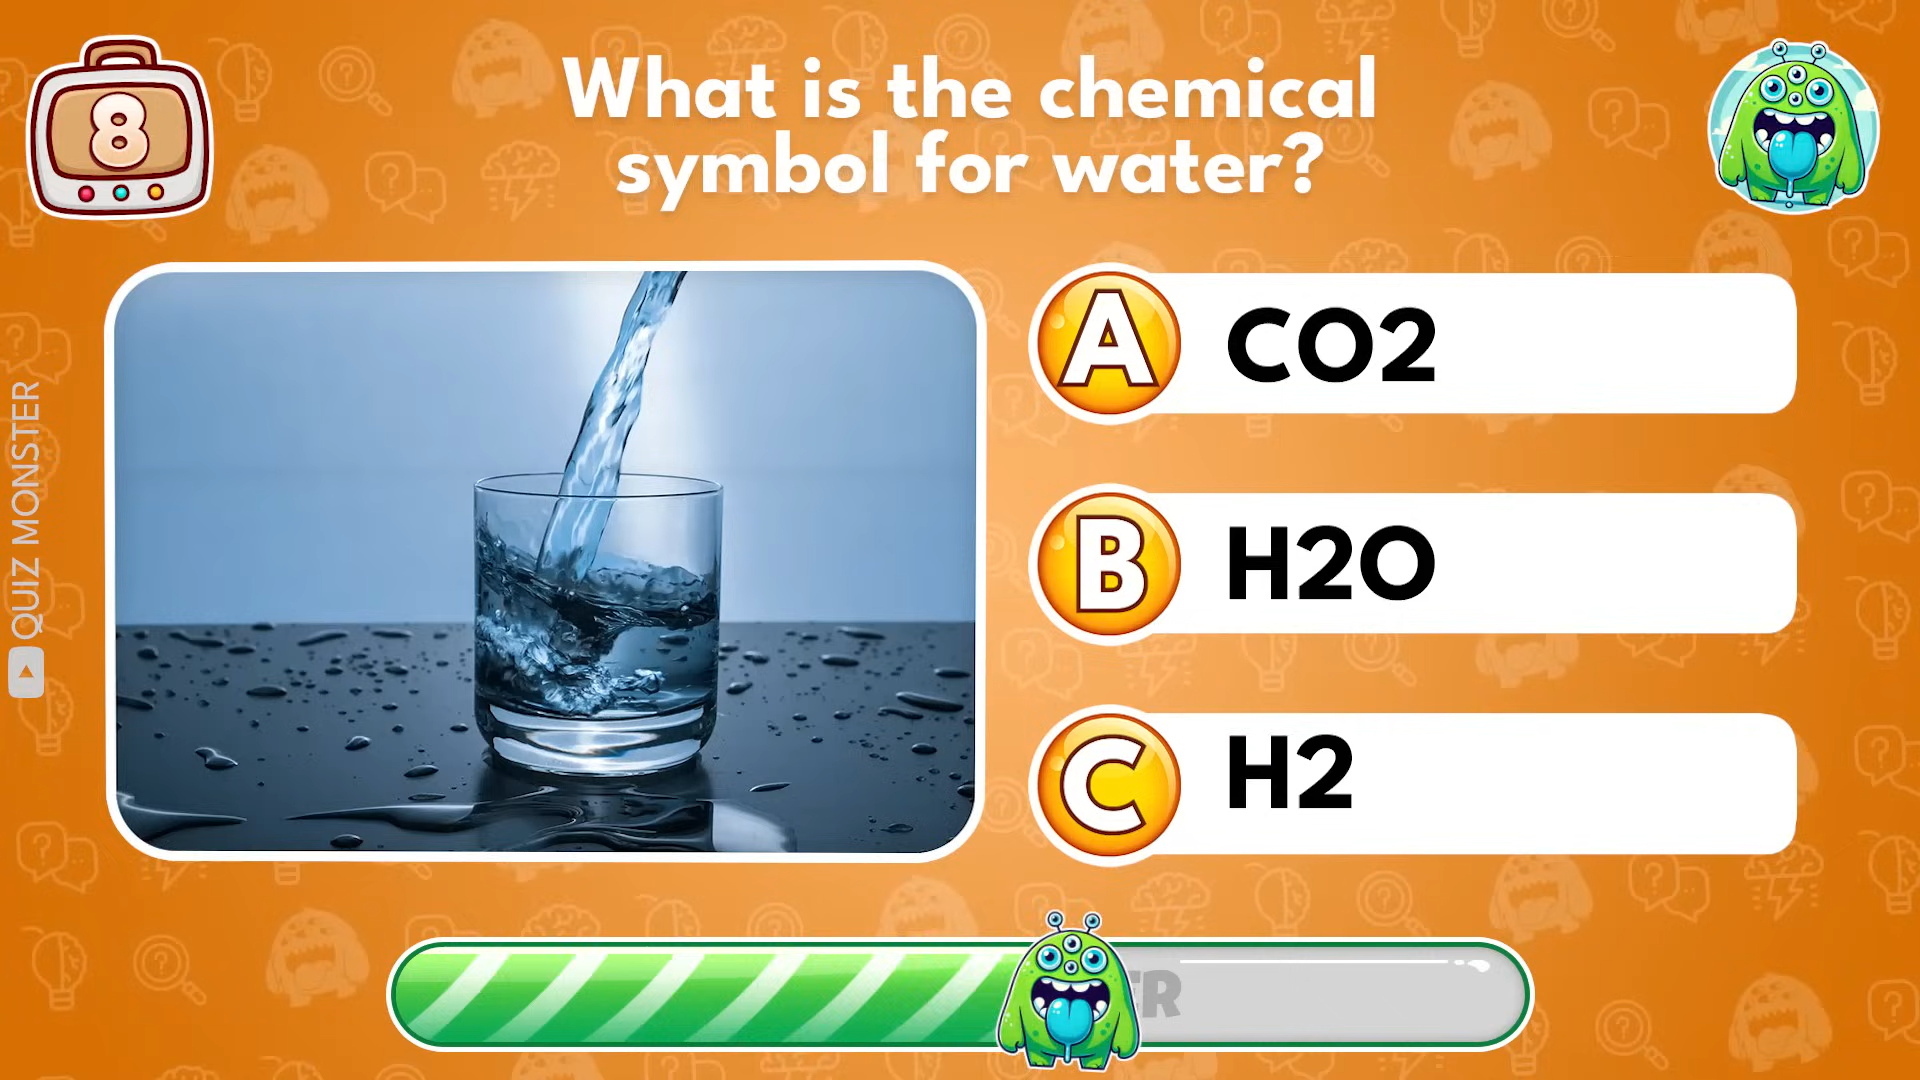 8
What is the chemical
symbol for water?
A CO2
B H2O
C H2
QUIZ MONSTER